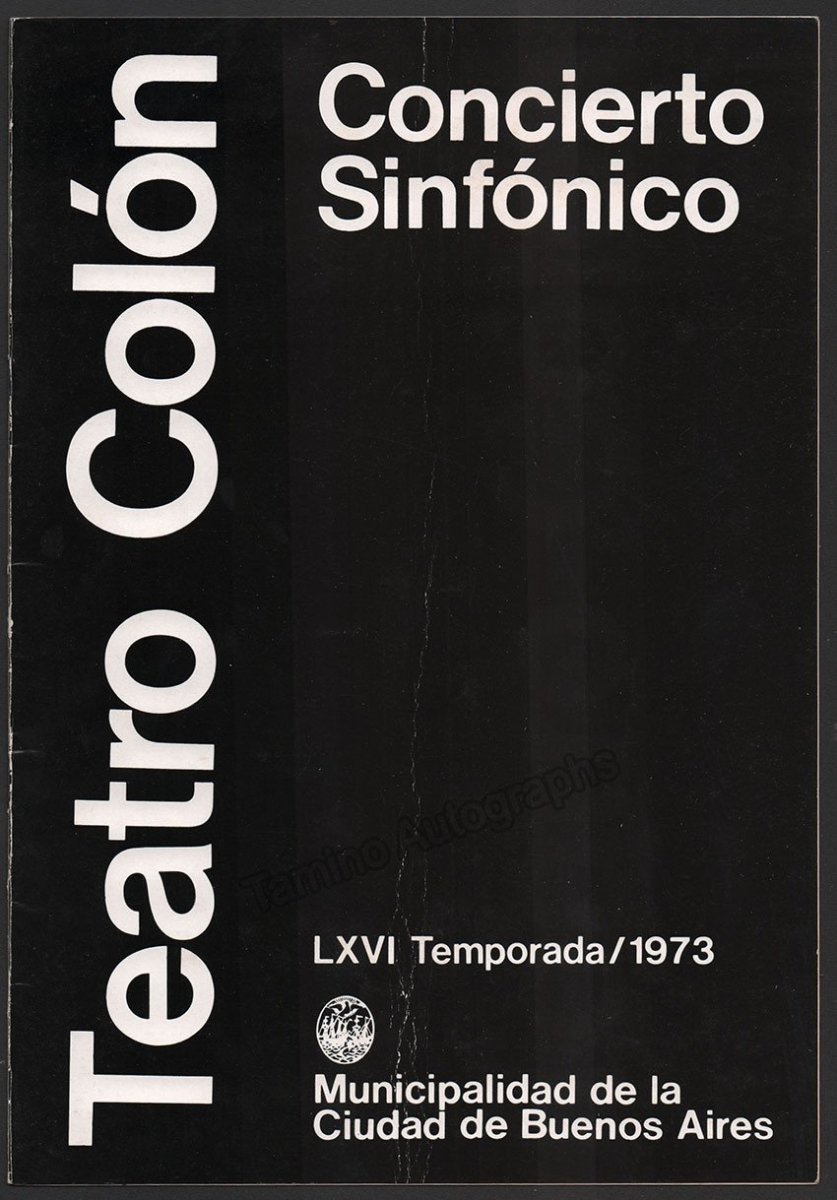 Teatro Colón
Concierto
Sinfónico
Tamino Autographs
LXVI Temporada/1973
Municipalidad de la
Ciudad de Buenos Aires